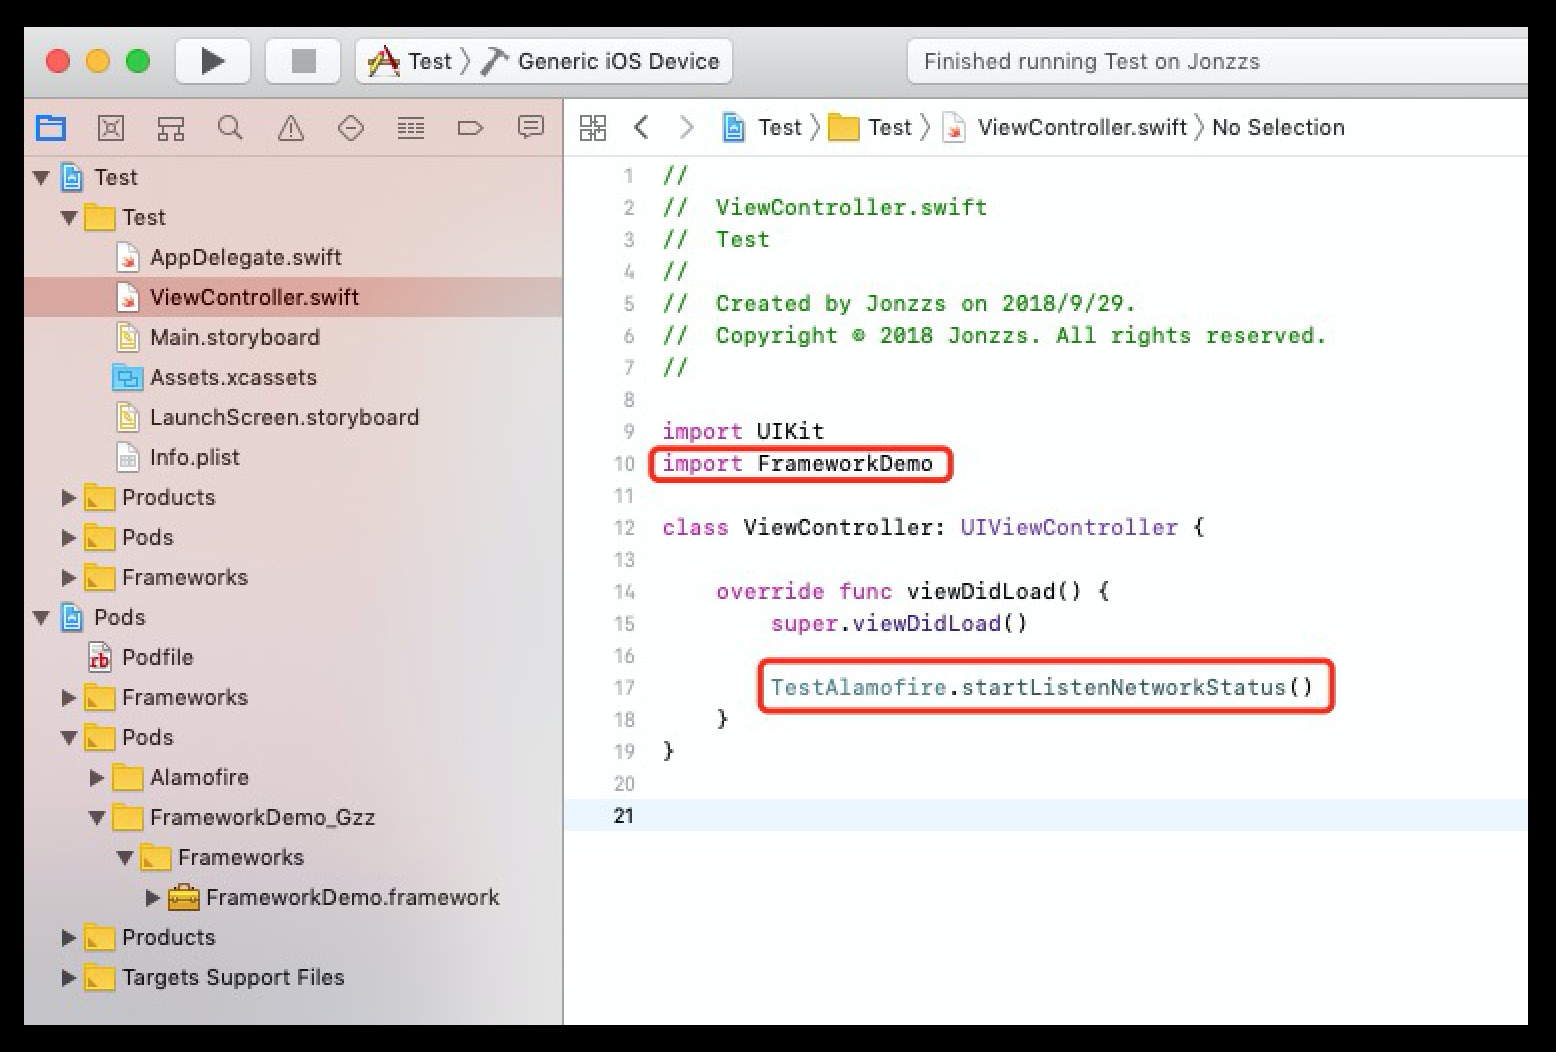 Test 〉 Generic iOS Device
Finished running Test on Jonzzs
Test 〉 Test 〉 ViewController.swift 〉 No Selection
Test
Test
AppDelegate.swift
ViewController.swift
Main.storyboard
Assets.xcassets
LaunchScreen.storyboard
Info.plist
Products
Pods
Frameworks
Pods
rb Podfile
Frameworks
Pods
Alamofire
FrameworkDemo_Gzz
Frameworks
FrameworkDemo.framework
Products
Targets Support Files
1 //
2 //  ViewController.swift
3 //  Test
4 //
5 //  Created by Jonzzs on 2018/9/29.
6 //  Copyright © 2018 Jonzzs. All rights reserved.
7 //
8
9 import UIKit
10 import FrameworkDemo
11
12 class ViewController: UIViewController {
13
14     override func viewDidLoad() {
15         super.viewDidLoad()
16
17         TestAlamofire.startListenNetworkStatus()
18     }
19 }
20
21